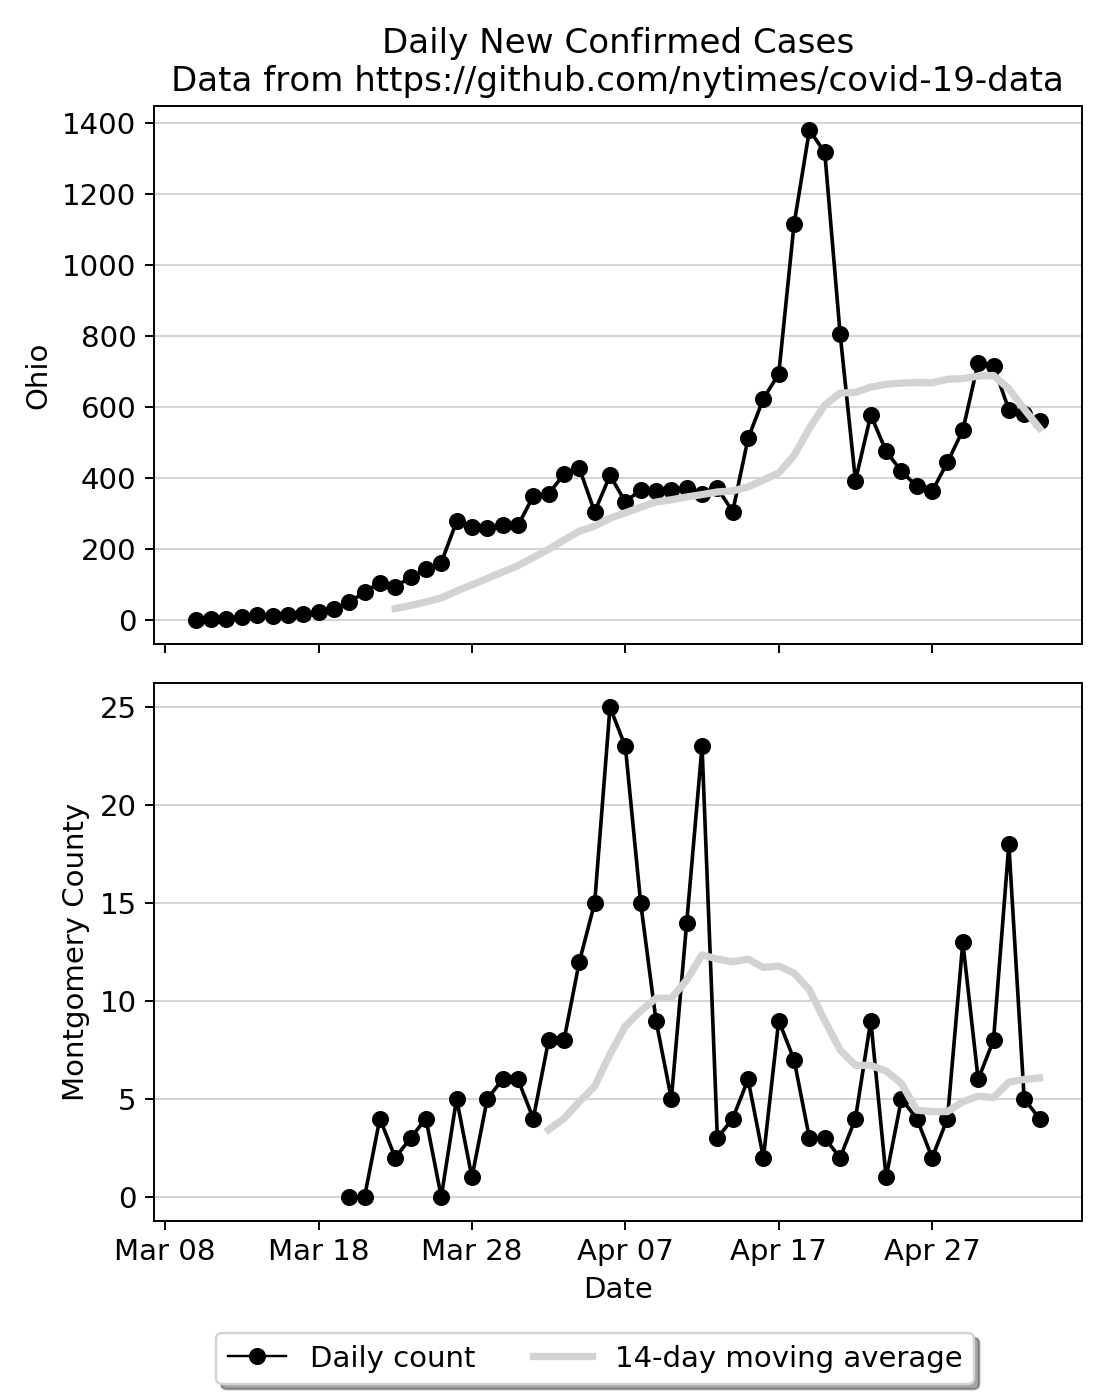 Daily New Confirmed Cases
Data from https://github.com/nytimes/covid-19-data
1400
1200
1000
800
600
400
200
0
Ohio
25
20
15
10
5
0
Montgomery County
Mar 08 Mar 18 Mar 28 Apr 07 Apr 17 Apr 27
Date
Daily count 14-day moving average